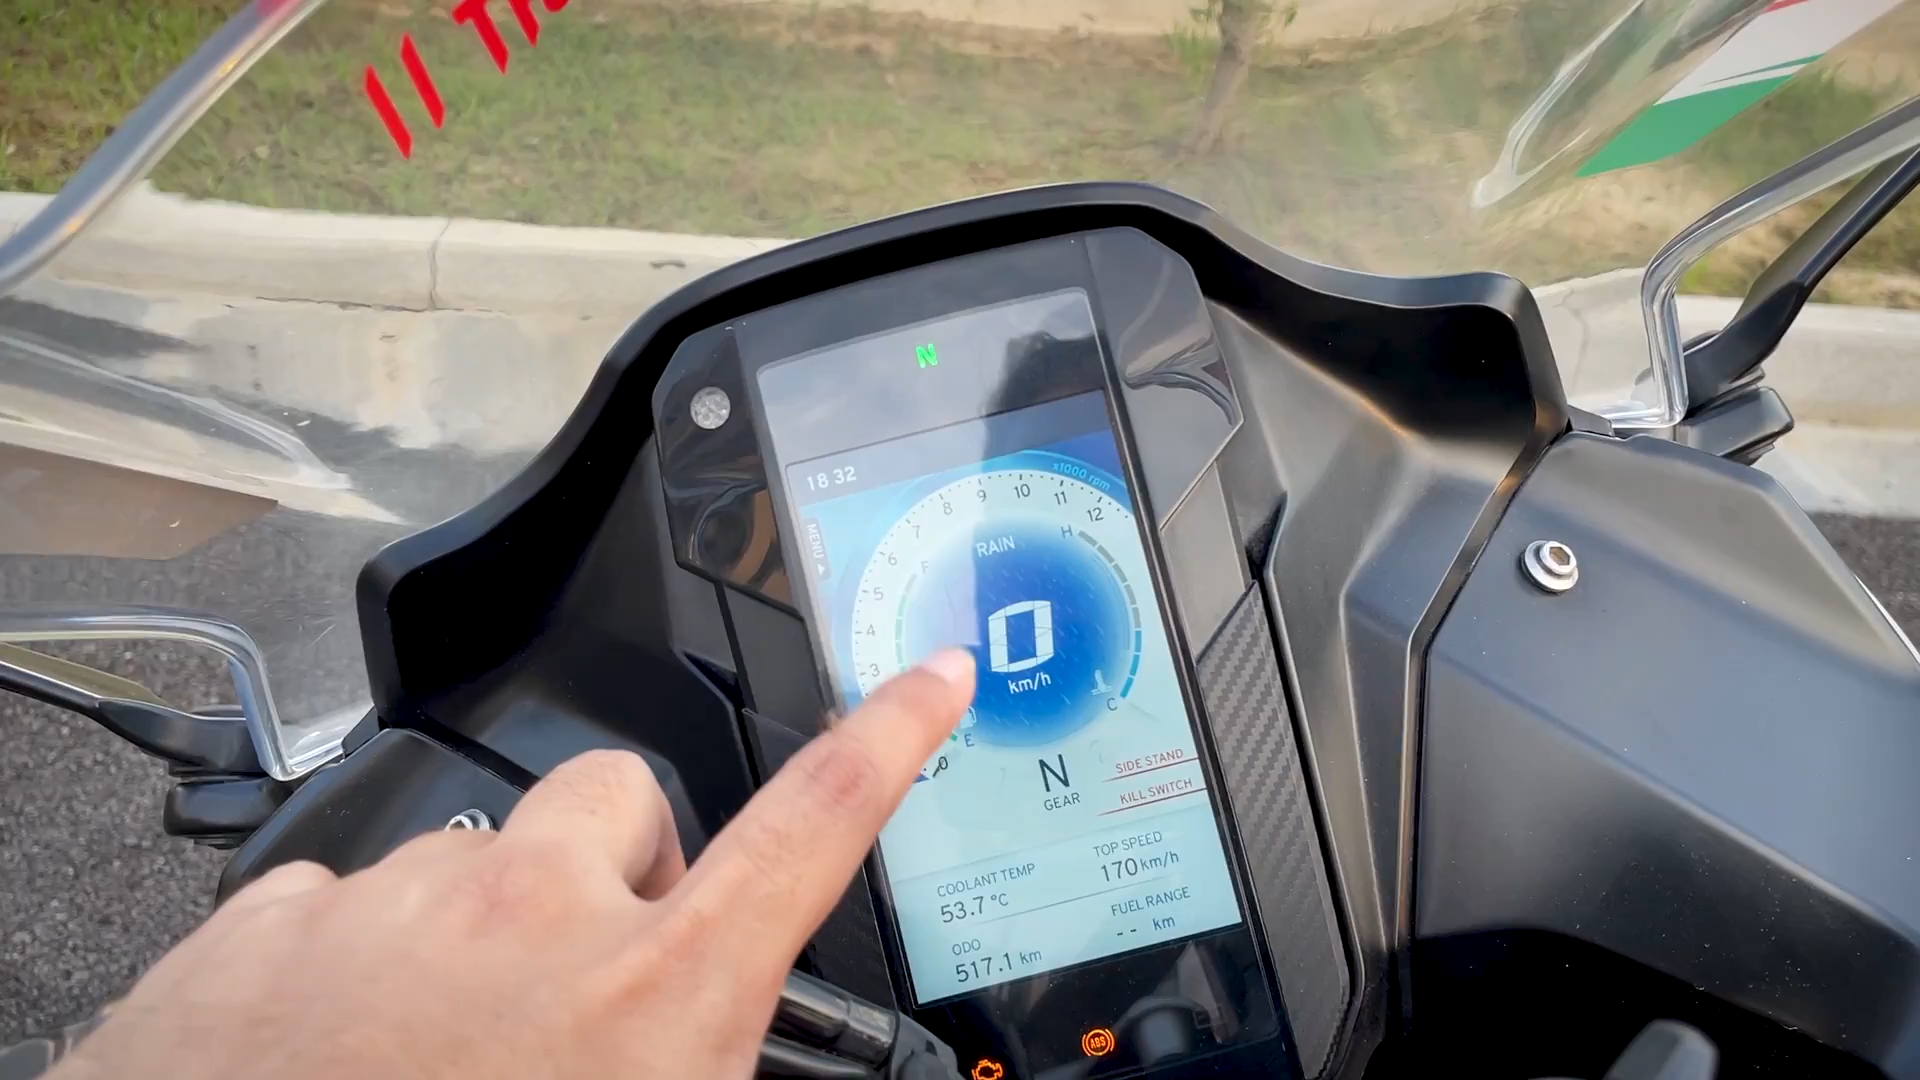 N
18 32
x1000 rpm
MENU
0
3
4
5
6
7
8
9
10
11
12
RAIN
F
H
0
km/h
E
C
N
GEAR
SIDE STAND
KILL SWITCH
COOLANT TEMP
53.7 °C
TOP SPEED
170 km/h
ODO
517.1 km
FUEL RANGE
-- km
ABS